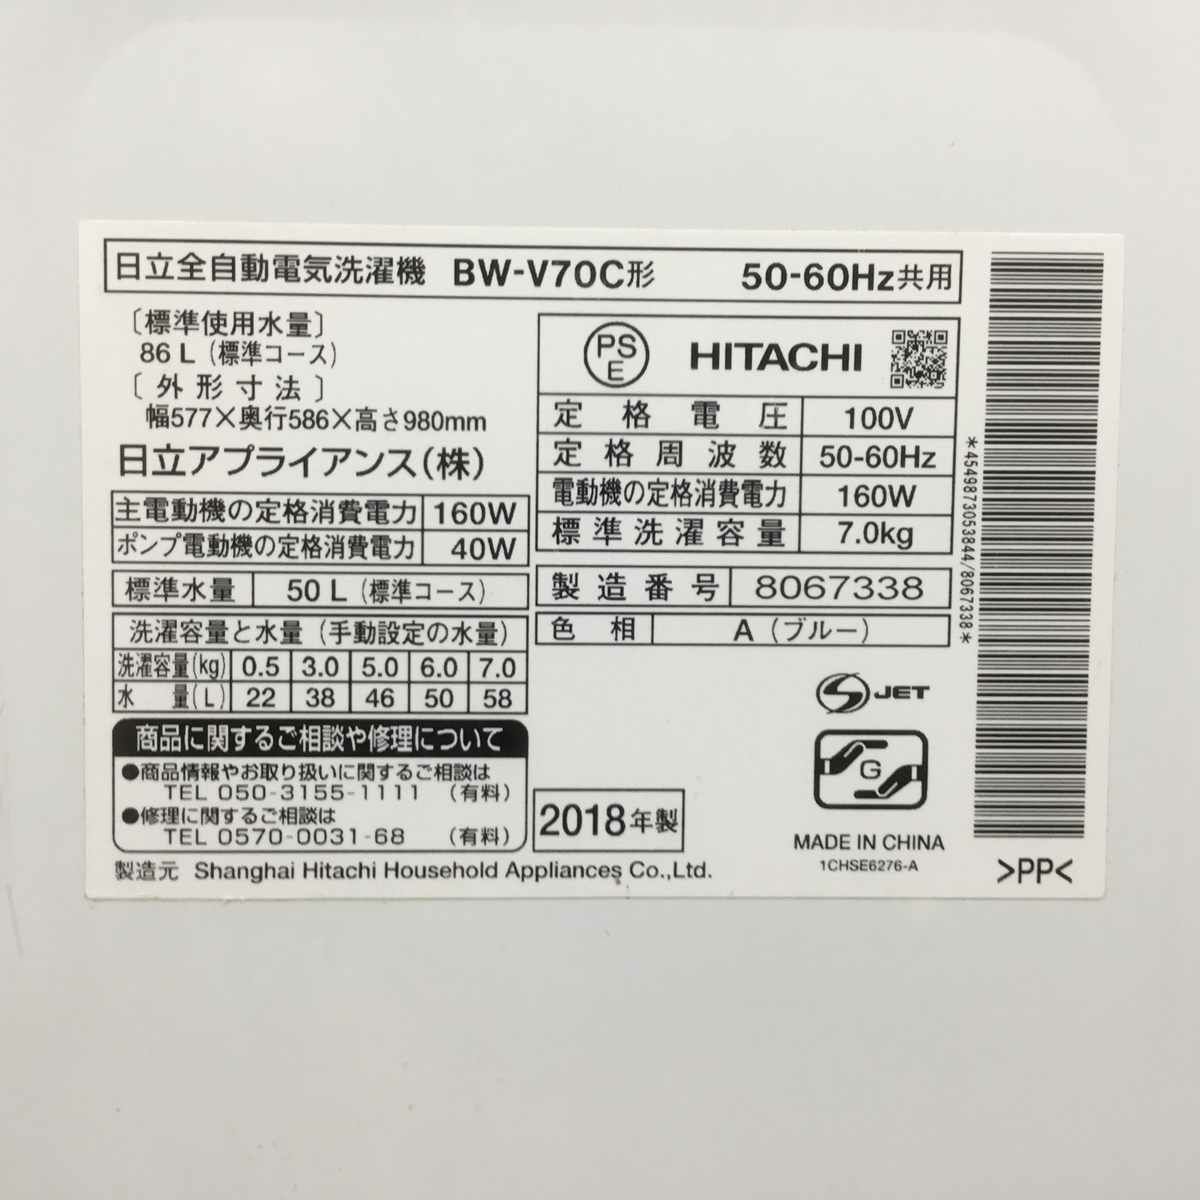 日立全自動電気洗濯機 BW-V70C形 50-60Hz共用
〔標準使用水量〕
86 L（標準コース）
〔外形寸法〕
幅577×奥行586×高さ980mm
日立アプライアンス(株)
主電動機の定格消費電力 160W
ポンプ電動機の定格消費電力 40W
標準水量 50 L（標準コース）
洗濯容量と水量（手動設定の水量）
洗濯容量(kg) 0.5 3.0 5.0 6.0 7.0
水量(L) 22 38 46 50 58
商品に関するご相談や修理について
●商品情報やお取り扱いに関するご相談は
TEL 050-3155-1111 （有料）
●修理に関するご相談は
TEL 0570-0031-68 （有料）
製造元 Shanghai Hitachi Household Appliances Co.,Ltd.
PS
E
HITACHI
定格電圧 100V
定格周波数 50-60Hz
電動機の定格消費電力 160W
標準洗濯容量 7.0kg
製造番号 8067338
色相 A（ブルー）
S JET
G
2018年製
MADE IN CHINA
1CHSE6276-A
*4549873053844/8067338*
>PP<